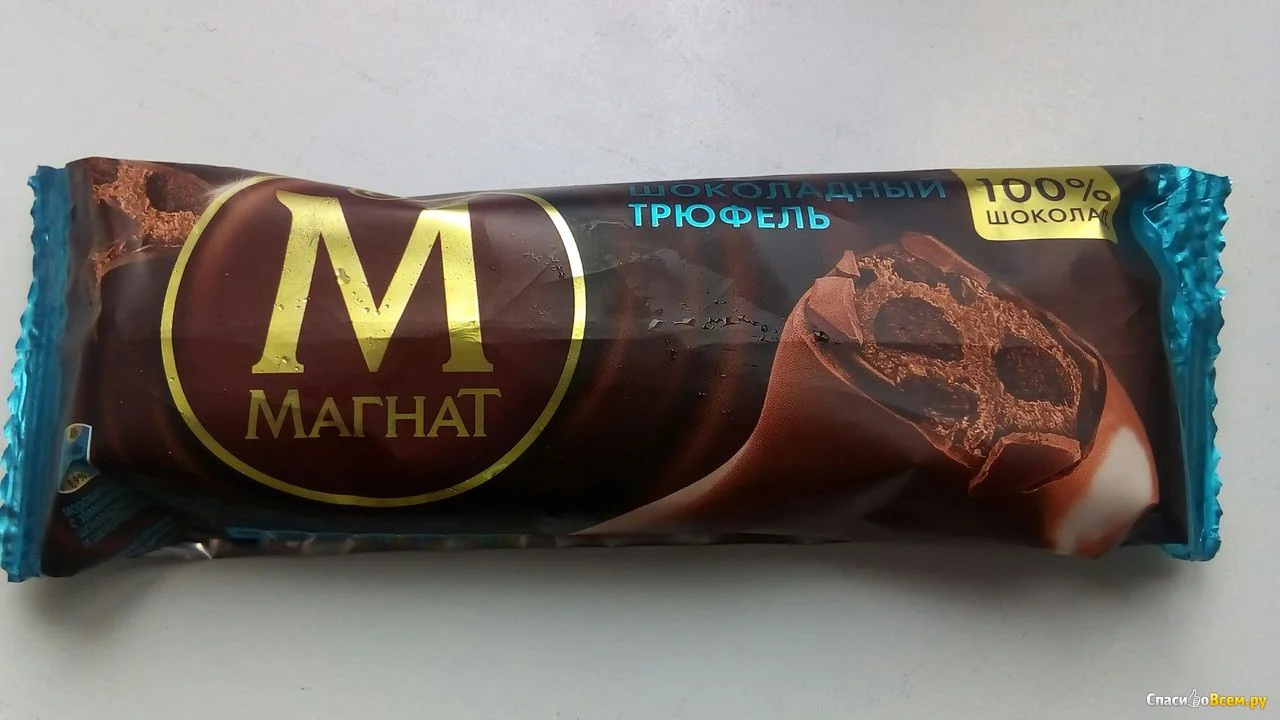 М
МАГНАТ
ШОКОЛАДНЫЙ
ТРЮФЕЛЬ
100%
ШОКОЛАД
СпасибоВсем.ру